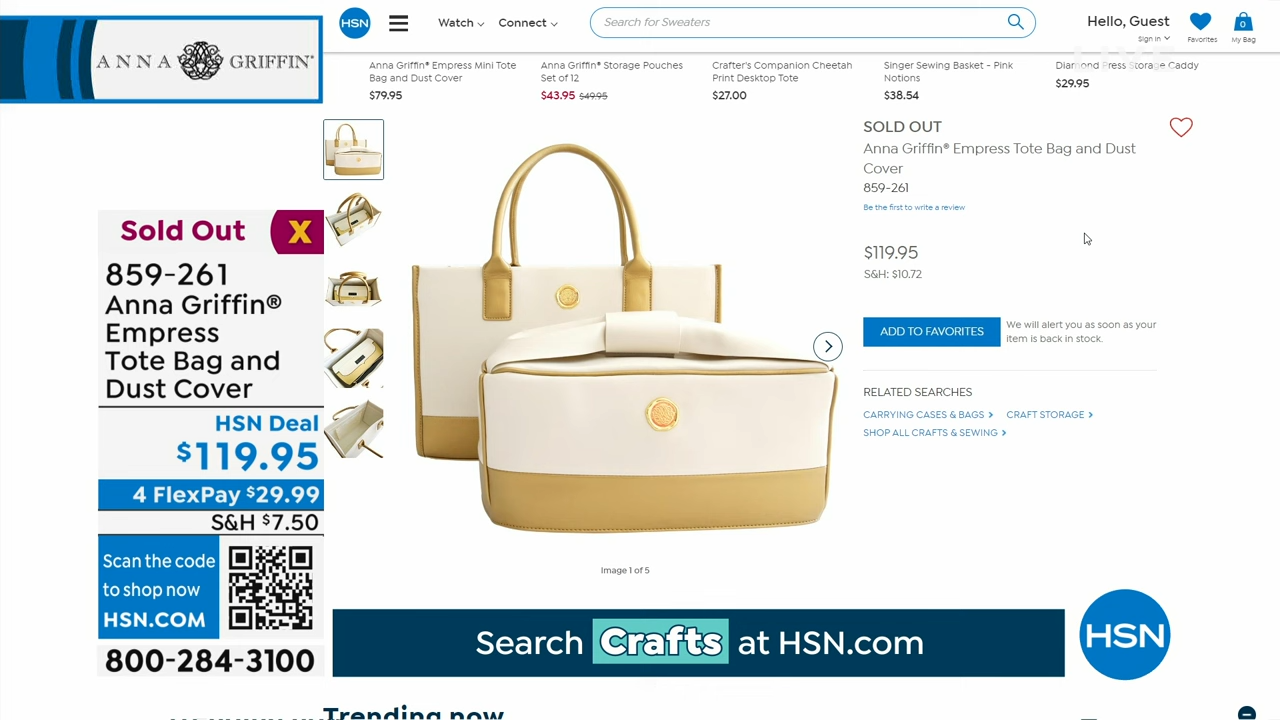 ANNA GRIFFIN
HSN
Watch
Connect
Search for Sweaters
Hello, Guest
Sign in
Favorites
0
My Bag
Anna Griffin® Empress Mini Tote
Bag and Dust Cover
$79.95
Anna Griffin® Storage Pouches
Set of 12
$43.95 $49.95
Crafter's Companion Cheetah
Print Desktop Tote
$27.00
Singer Sewing Basket - Pink
Notions
$38.54
Diamond Press Storage Caddy
$29.95
Sold Out X
859-261
Anna Griffin®
Empress
Tote Bag and
Dust Cover
HSN Deal
$119.95
4 FlexPay $29.99
S&H $7.50
Scan the code
to shop now
HSN.COM
800-284-3100
Image 1 of 5
SOLD OUT
Anna Griffin® Empress Tote Bag and Dust
Cover
859-261
Be the first to write a review
$119.95
S&H: $10.72
ADD TO FAVORITES
We will alert you as soon as your
item is back in stock.
RELATED SEARCHES
CARRYING CASES & BAGS
CRAFT STORAGE
SHOP ALL CRAFTS & SEWING
Search Crafts at HSN.com
HSN
Trending now